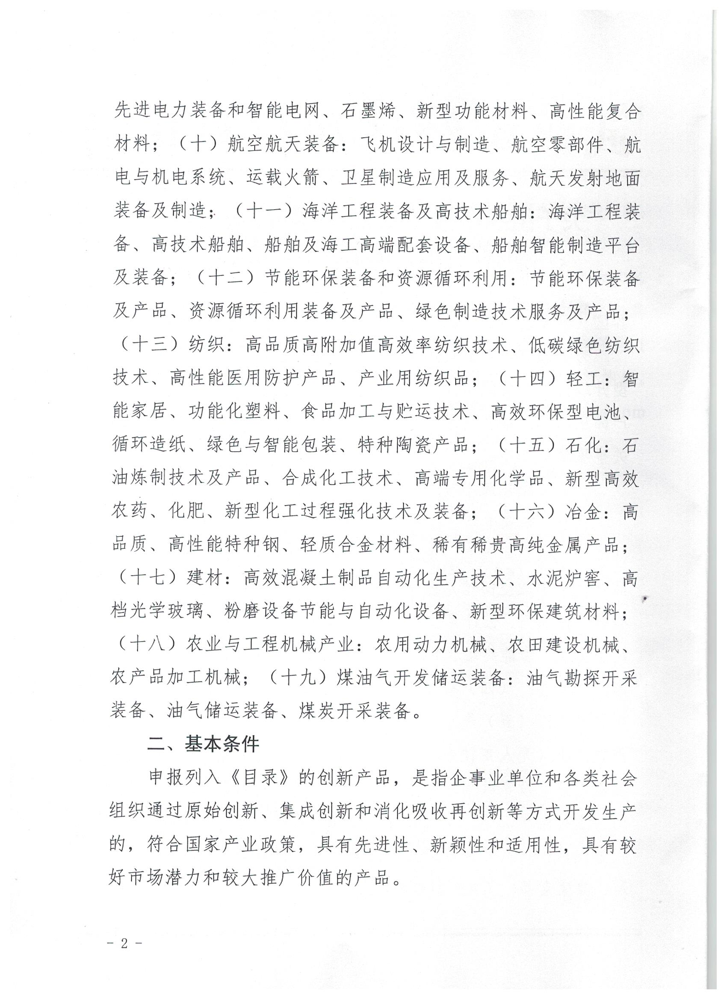 先进电力装备和智能电网、石墨烯、新型功能材料、高性能复合
材料；（十）航空航天装备：飞机设计与制造、航空零部件、航
电与机电系统、运载火箭、卫星制造应用及服务、航天发射地面
装备及制造；（十一）海洋工程装备及高技术船舶：海洋工程装
备、高技术船舶、船舶及海工高端配套设备、船舶智能制造平台
及装备；（十二）节能环保装备和资源循环利用：节能环保装备
及产品、资源循环利用装备及产品、绿色制造技术服务及产品；
（十三）纺织：高品质高附加值高效率纺织技术、低碳绿色纺织
技术、高性能医用防护产品、产业用纺织品；（十四）轻工：智
能家居、功能化塑料、食品加工与贮运技术、高效环保型电池、
循环造纸、绿色与智能包装、特种陶瓷产品；（十五）石化：石
油炼制技术及产品、合成化工技术、高端专用化学品、新型高效
农药、化肥、新型化工过程强化技术及装备；（十六）冶金：高
品质、高性能特种钢、轻质合金材料、稀有稀贵高纯金属产品；
（十七）建材：高效混凝土制品自动化生产技术、水泥炉窑、高
档光学玻璃、粉磨设备节能与自动化设备、新型环保建筑材料；
（十八）农业与工程机械产业：农用动力机械、农田建设机械、
农产品加工机械；（十九）煤油气开发储运装备：油气勘探开采
装备、油气储运装备、煤炭开采装备。
二、基本条件
申报列入《目录》的创新产品，是指企事业单位和各类社会
组织通过原始创新、集成创新和消化吸收再创新等方式开发生产
的，符合国家产业政策，具有先进性、新颖性和适用性，具有较
好市场潜力和较大推广价值的产品。
- 2 -